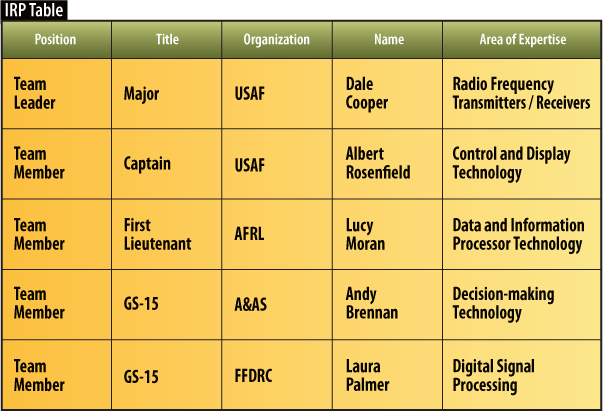 IRP Table
Position Title Organization Name Area of Expertise
Team Leader Major USAF Dale Cooper Radio Frequency Transmitters / Receivers
Team Member Captain USAF Albert Rosenfield Control and Display Technology
Team Member First Lieutenant AFRL Lucy Moran Data and Information Processor Technology
Team Member GS-15 A&AS Andy Brennan Decision-making Technology
Team Member GS-15 FFDRC Laura Palmer Digital Signal Processing